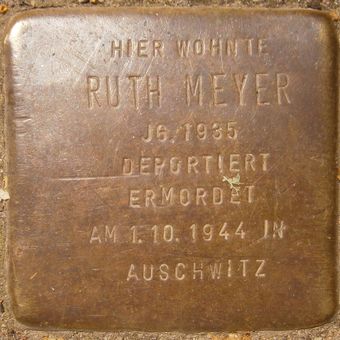 HIER WOHNTE
RUTH MEYER
JG. 1935
DEPORTIERT
ERMORDET
AM 1.10.1944 IN
AUSCHWITZ